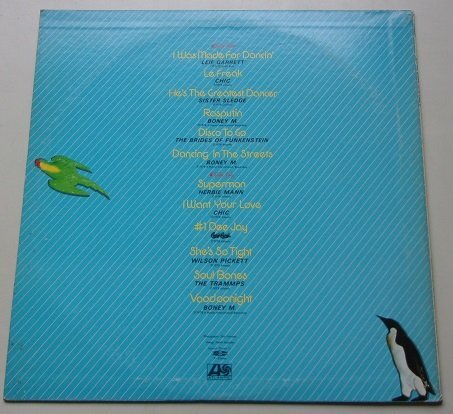 I Was Made For Dancin'
LEIF GARRETT
Le Freak
CHIC
He's The Greatest Dancer
SISTER SLEDGE
Rasputin
BONEY M.
Disco To Go
THE BRIDES OF FUNKENSTEIN
Dancing In The Streets
BONEY M.
Superman
HERBIE MANN
I Want Your Love
CHIC
#1 Dee Jay
She's So Tight
WILSON PICKETT
Soul Bones
THE TRAMMPS
Voodoonight
BONEY M.
ATLANTIC